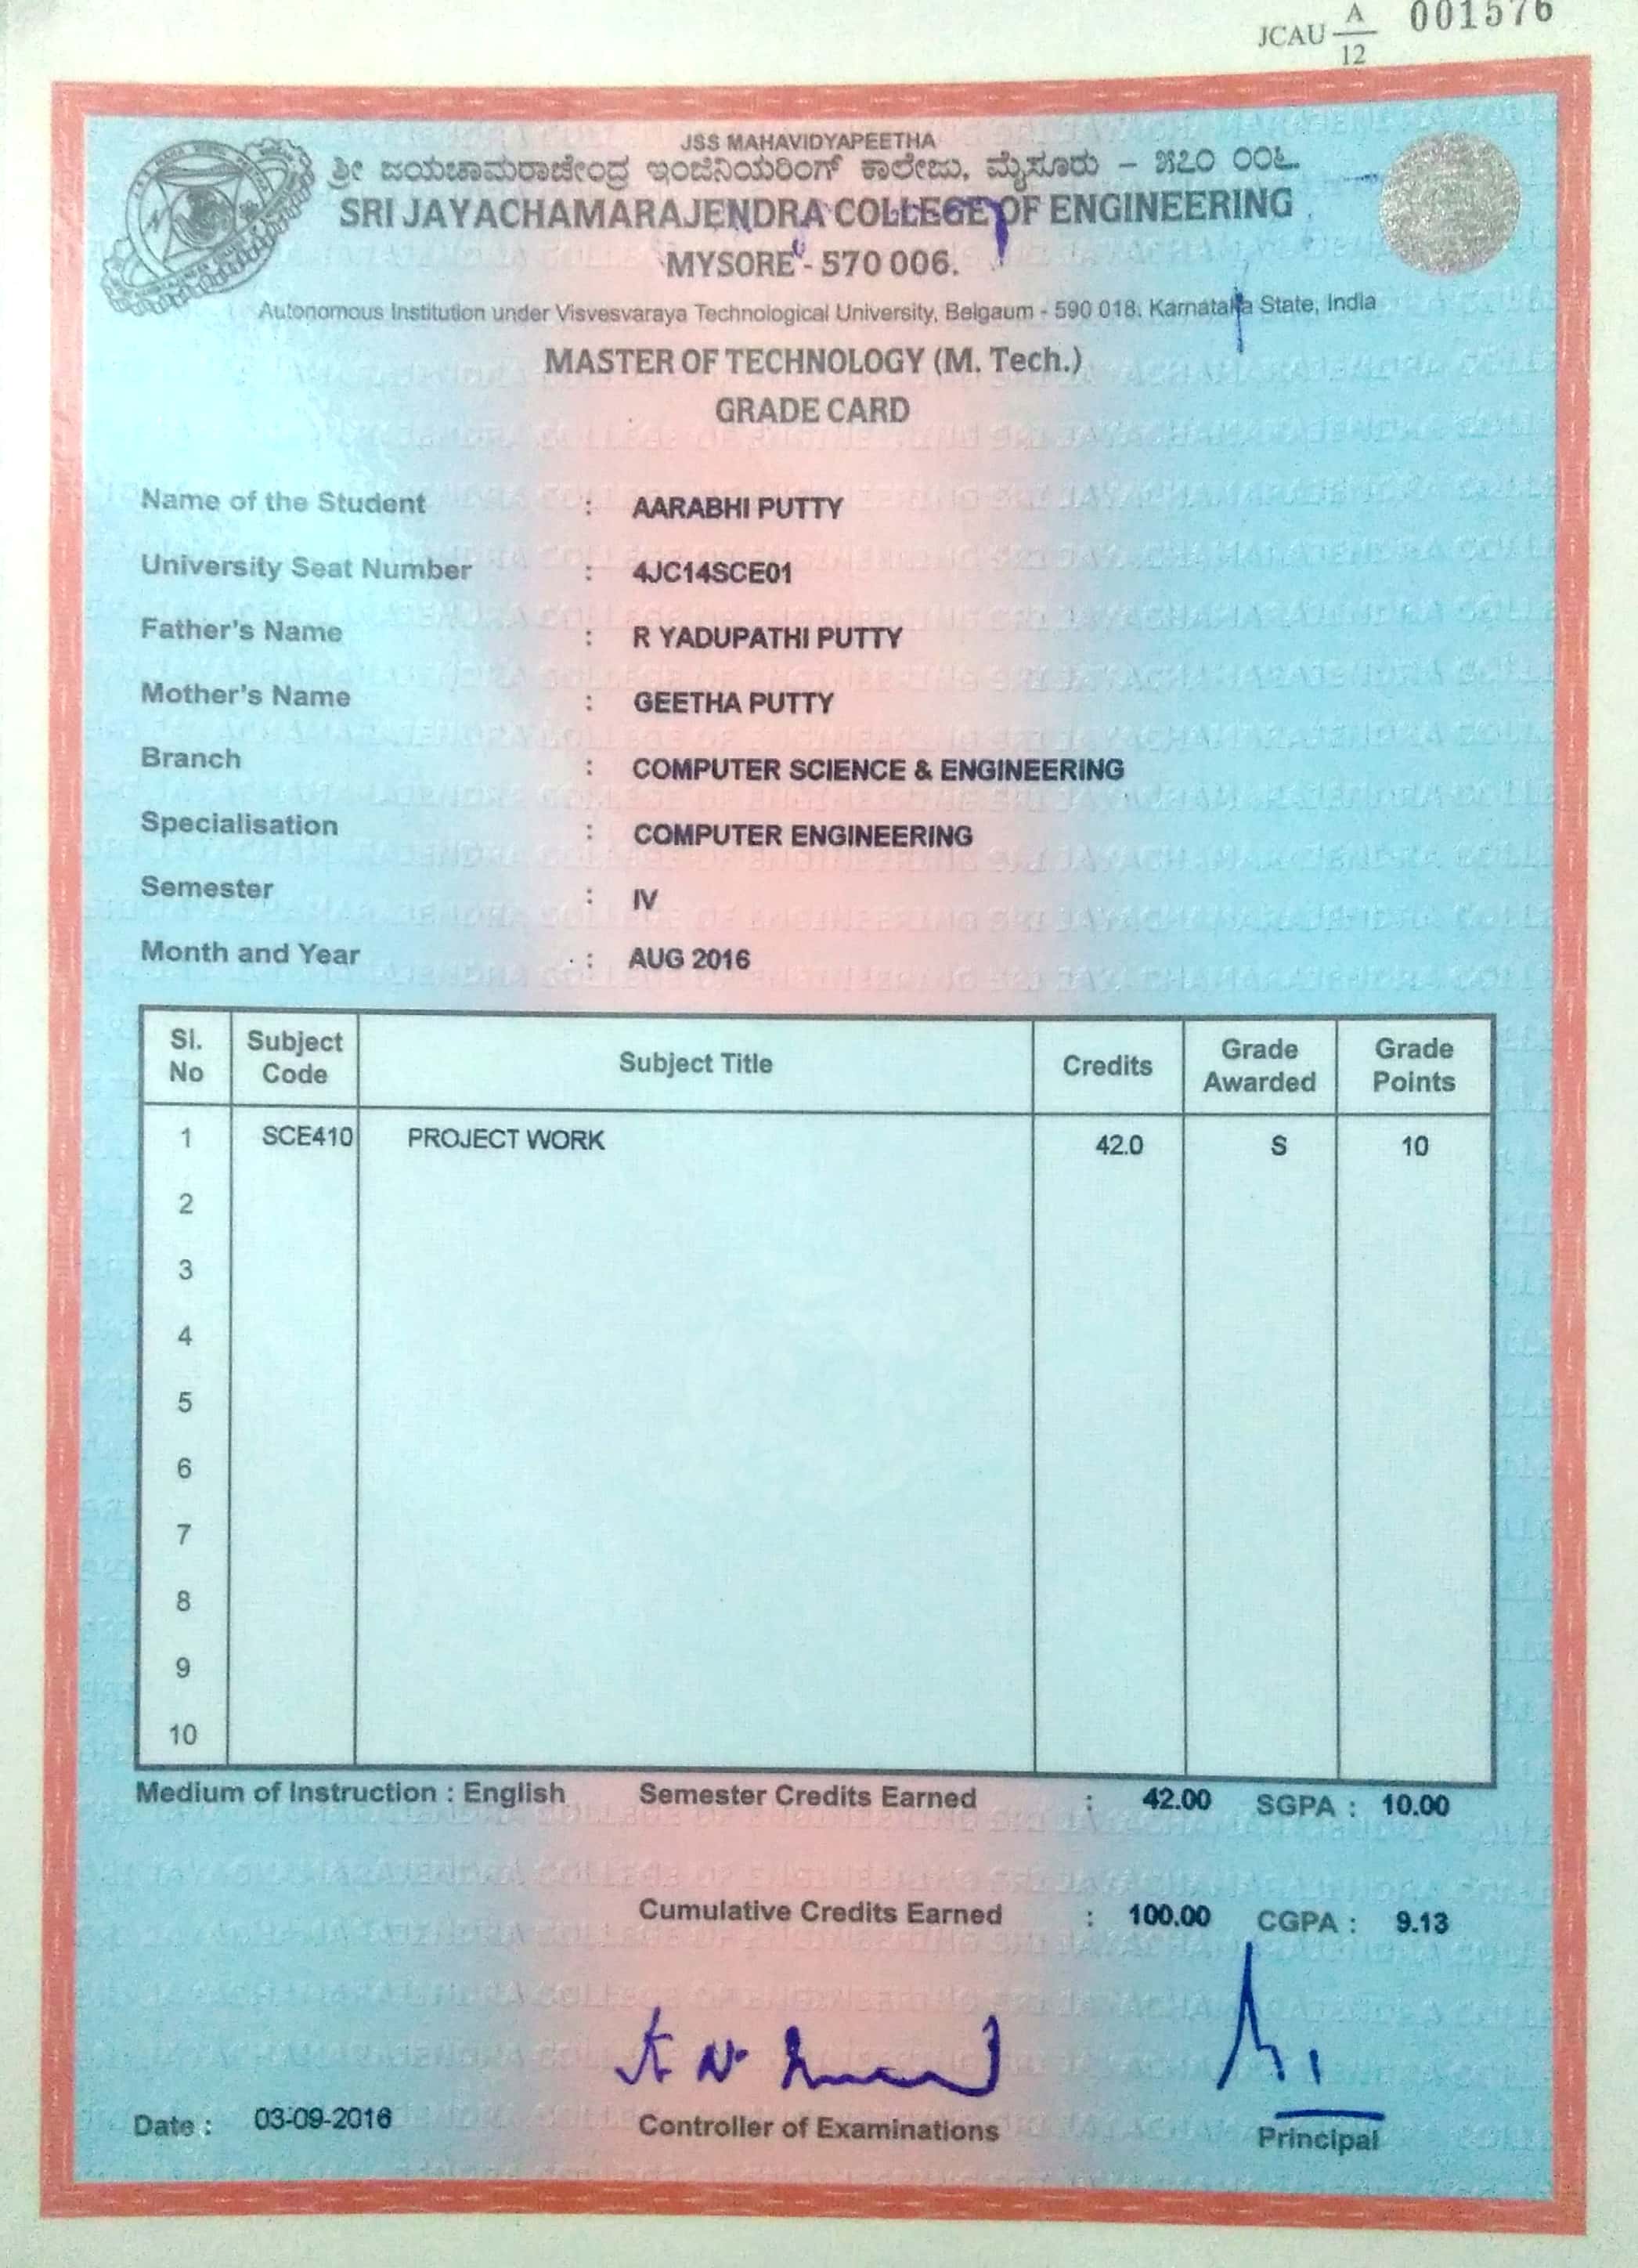 JCAU A/12 001576
JSS MAHAVIDYAPEETHA
ಶ್ರೀ ಜಯಚಾಮರಾಜೇಂದ್ರ ಇಂಜಿನಿಯರಿಂಗ್ ಕಾಲೇಜು, ಮೈಸೂರು – ೫೭೦ ೦೦೬.
SRI JAYACHAMARAJENDRA COLLEGE OF ENGINEERING
MYSORE - 570 006.
Autonomous Institution under Visvesvaraya Technological University, Belgaum - 590 018. Karnataka State, India
MASTER OF TECHNOLOGY (M. Tech.)
GRADE CARD
Name of the Student : AARABHI PUTTY
University Seat Number : 4JC14SCE01
Father's Name : R YADUPATHI PUTTY
Mother's Name : GEETHA PUTTY
Branch : COMPUTER SCIENCE & ENGINEERING
Specialisation : COMPUTER ENGINEERING
Semester : IV
Month and Year : AUG 2016
Sl. No Subject Code Subject Title Credits Grade Awarded Grade Points
1 SCE410 PROJECT WORK 42.0 S 10
2
3
4
5
6
7
8
9
10
Medium of Instruction : English Semester Credits Earned : 42.00 SGPA : 10.00
Cumulative Credits Earned : 100.00 CGPA : 9.13
Date : 03-09-2016 Controller of Examinations Principal